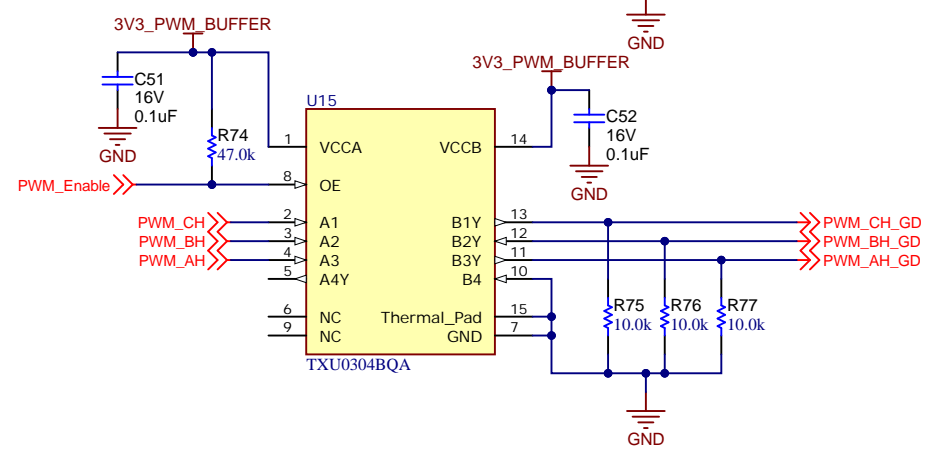 GND
3V3_PWM_BUFFER
3V3_PWM_BUFFER
C51
16V
0.1uF
GND
R74
47.0k
U15
C52
16V
0.1uF
GND
1 VCCA VCCB 14
PWM_Enable 8 OE
PWM_CH 2 A1 B1Y 13 PWM_CH_GD
PWM_BH 3 A2 B2Y 12 PWM_BH_GD
PWM_AH 4 A3 B3Y 11 PWM_AH_GD
5 A4Y B4 10
6 NC Thermal_Pad 15
9 NC GND 7
R75
10.0k
R76
10.0k
R77
10.0k
TXU0304BQA
GND